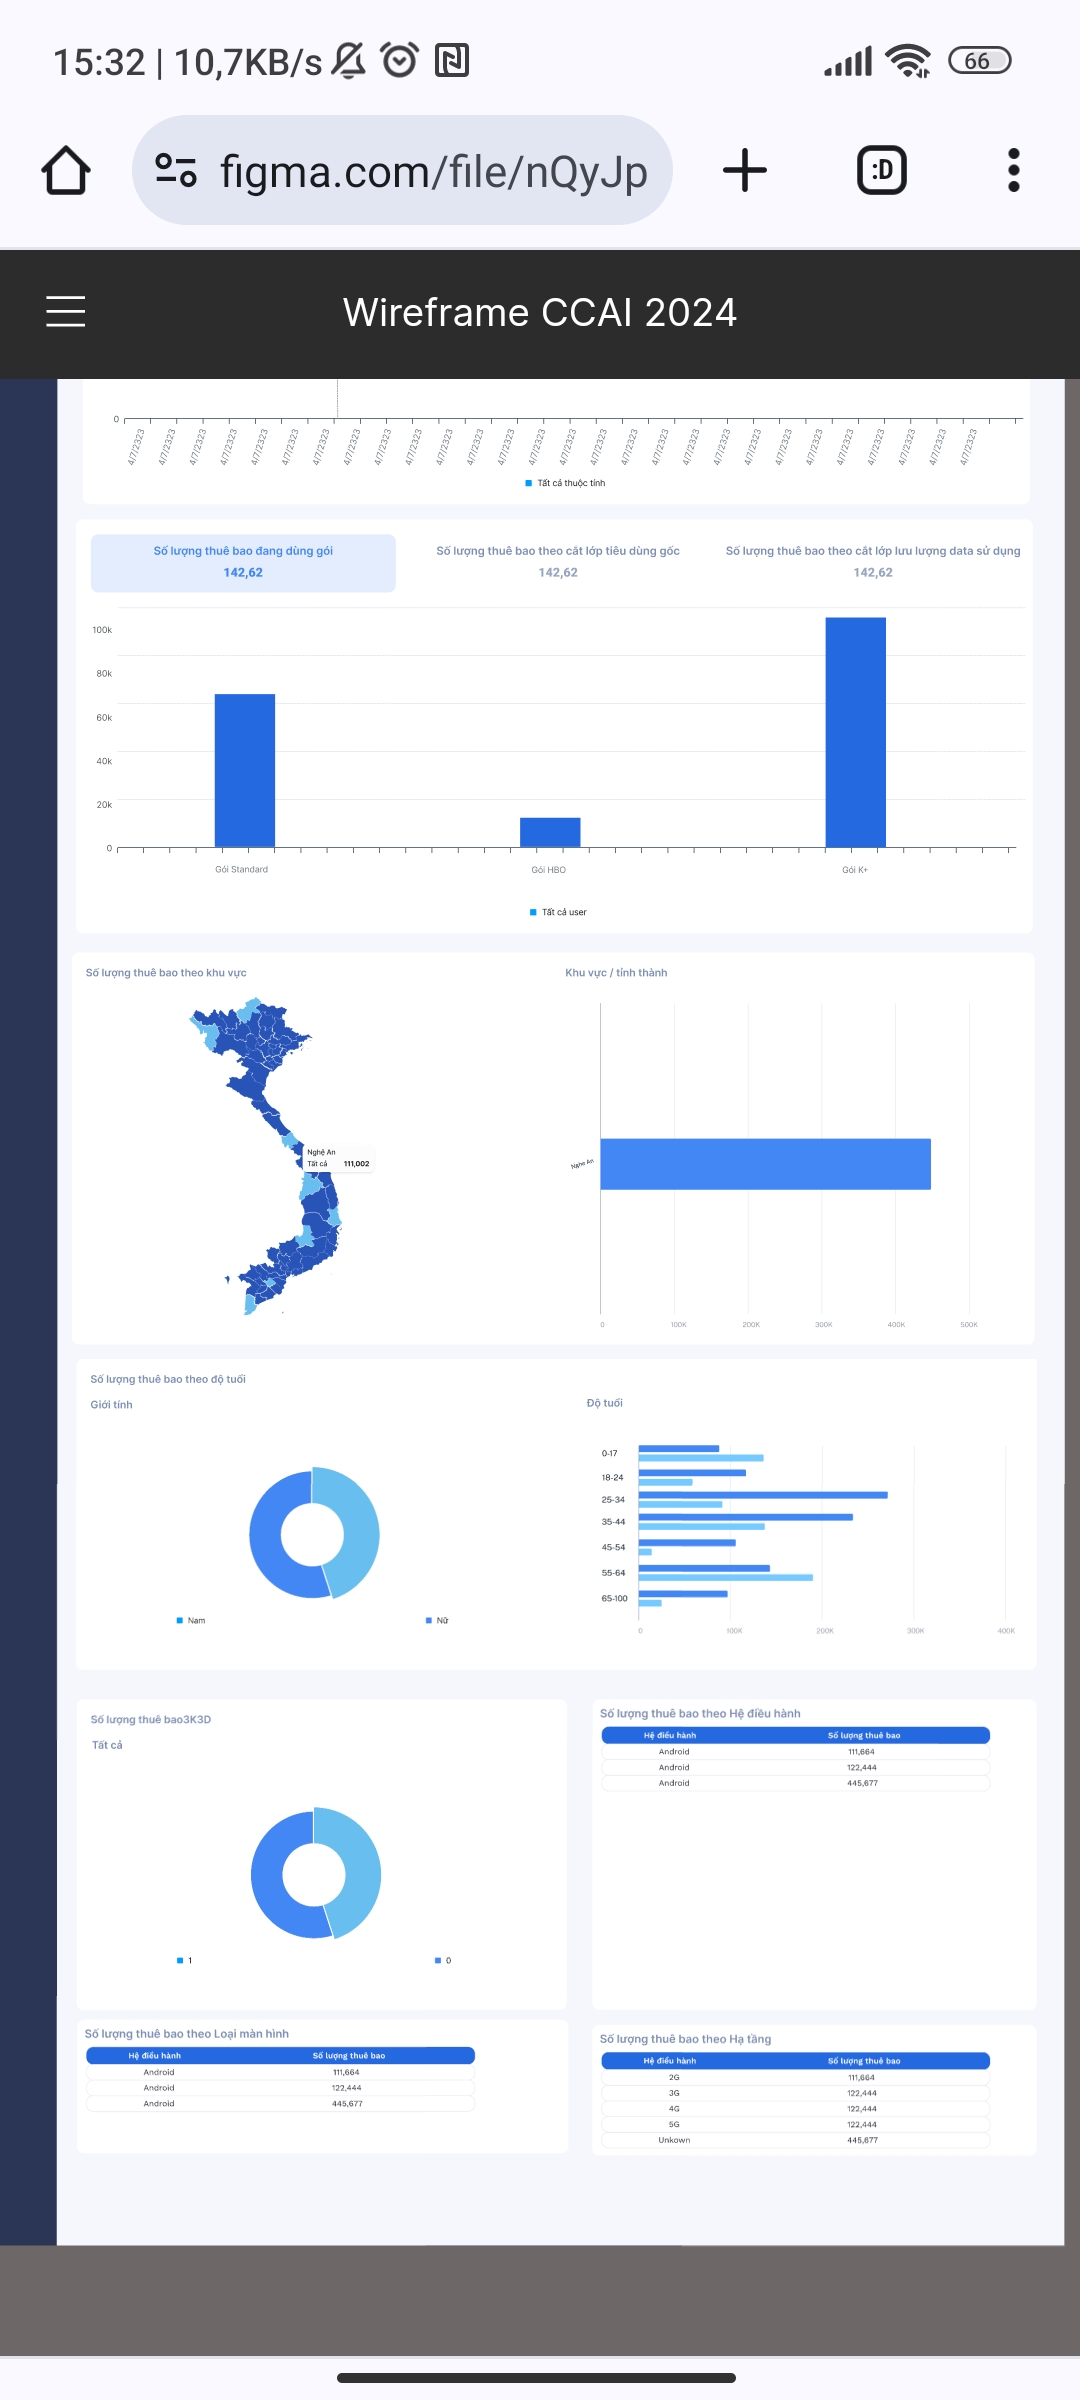 15:32 | 10,7KB/s
66
figma.com/file/nQyJp
:D
Wireframe CCAI 2024
0
4/7/2323 4/7/2323 4/7/2323 4/7/2323 4/7/2323 4/7/2323 4/7/2323 4/7/2323 4/7/2323 4/7/2323 4/7/2323 4/7/2323 4/7/2323 4/7/2323 4/7/2323 4/7/2323 4/7/2323 4/7/2323 4/7/2323 4/7/2323 4/7/2323 4/7/2323 4/7/2323 4/7/2323 4/7/2323 4/7/2323 4/7/2323 4/7/2323
Tất cả thuộc tính
Số lượng thuê bao đang dùng gói
142,62
Số lượng thuê bao theo cắt lớp tiêu dùng gốc
142,62
Số lượng thuê bao theo cắt lớp lưu lượng data sử dụng
142,62
100k
80k
60k
40k
20k
0
Gói Standard Gói HBO Gói K+
Tất cả user
Số lượng thuê bao theo khu vực
Nghệ An
Tất cả 111,002
Khu vực / tỉnh thành
Nghe An
0 100K 200K 300K 400K 500K
Số lượng thuê bao theo độ tuổi
Giới tính
Nam Nữ
Độ tuổi
0-17
18-24
25-34
35-44
45-54
55-64
65-100
0 100K 200K 300K 400K
Số lượng thuê bao3K3D
Tất cả
1 0
Số lượng thuê bao theo Hệ điều hành
Hệ điều hành Số lượng thuê bao
Android 111,664
Android 122,444
Android 445,677
Số lượng thuê bao theo Loại màn hình
Hệ điều hành Số lượng thuê bao
Android 111,664
Android 122,444
Android 445,677
Số lượng thuê bao theo Hạ tầng
Hệ điều hành Số lượng thuê bao
2G 111,664
3G 122,444
4G 122,444
5G 122,444
Unkown 445,677